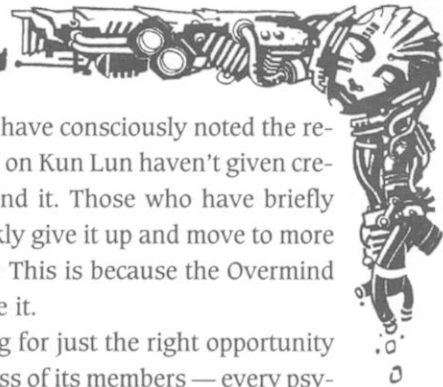 have consciously noted the re-
on Kun Lun haven't given cre-
nd it. Those who have briefly
kly give it up and move to more
This is because the Overmind
e it.
g for just the right opportunity
ss of its members — every psy-